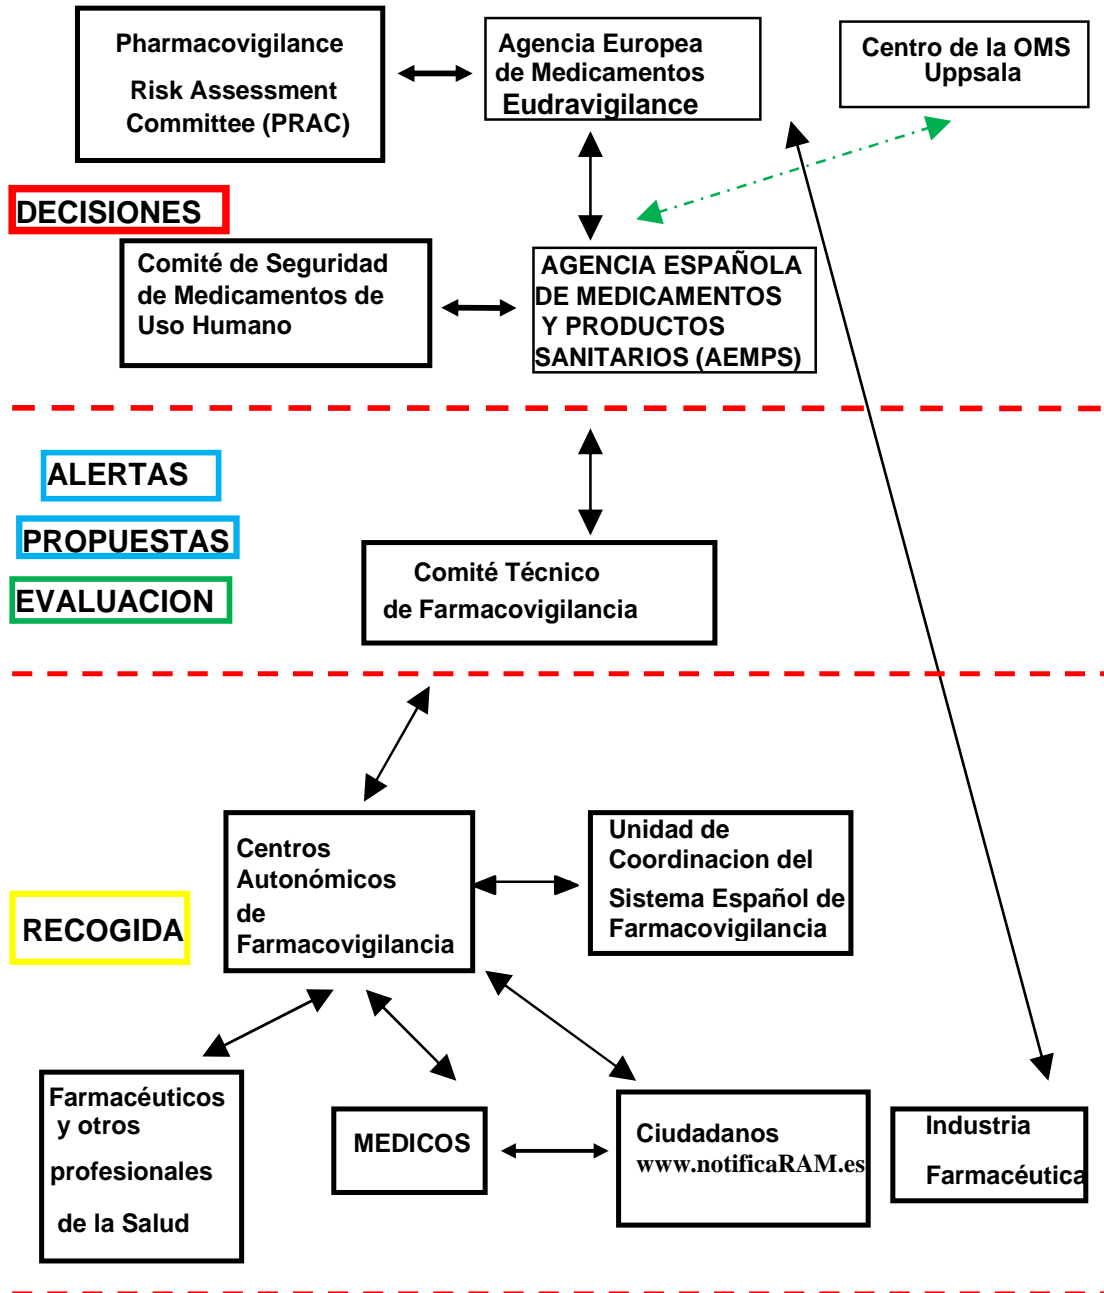 Pharmacovigilance
Risk Assessment
Committee (PRAC)
Agencia Europea
de Medicamentos
Eudravigilance
Centro de la OMS
Uppsala
DECISIONES
Comité de Seguridad
de Medicamentos de
Uso Humano
AGENCIA ESPAÑOLA
DE MEDICAMENTOS
Y PRODUCTOS
SANITARIOS (AEMPS)
ALERTAS
PROPUESTAS
EVALUACION
Comité Técnico
de Farmacovigilancia
Centros
Autonómicos
de
Farmacovigilancia
Unidad de
Coordinacion del
Sistema Español de
Farmacovigilancia
RECOGIDA
Farmacéuticos
y otros
profesionales
de la Salud
MEDICOS
Ciudadanos
www.notificaRAM.es
Industria
Farmacéutica